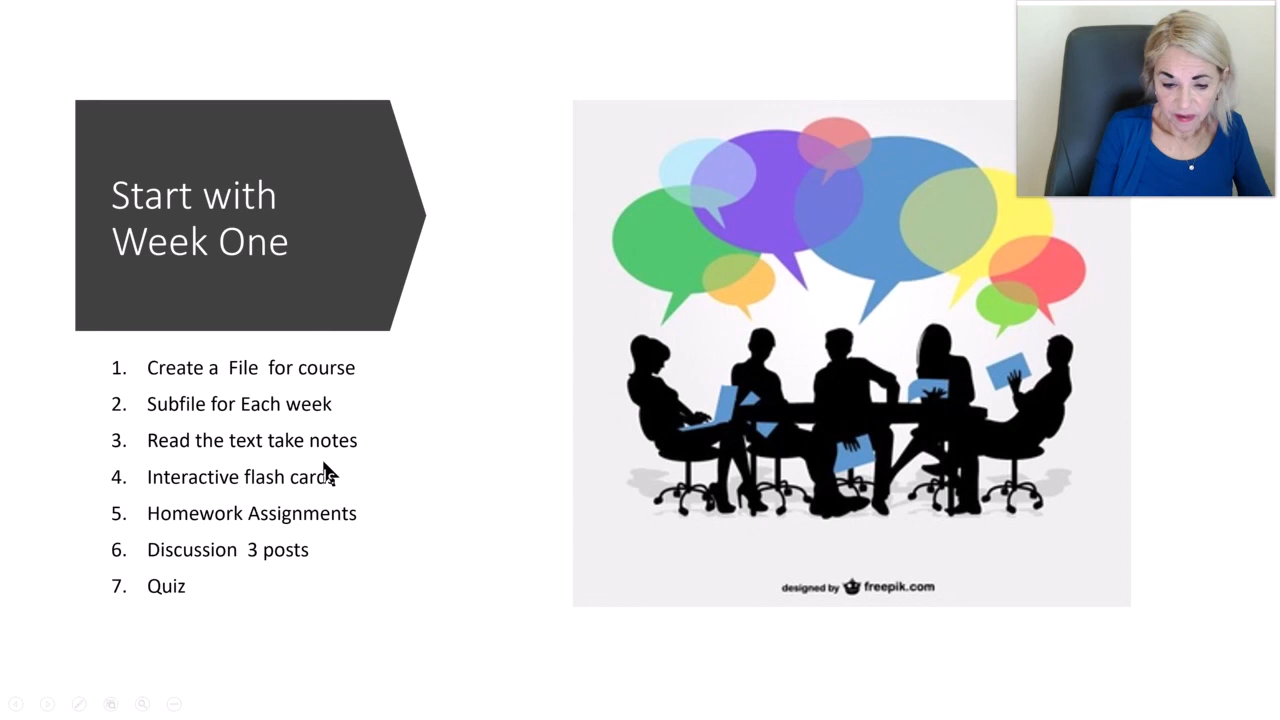 Start with
Week One
1. Create a File for course
2. Subfile for Each week
3. Read the text take notes
4. Interactive flash cards
5. Homework Assignments
6. Discussion 3 posts
7. Quiz
designed by freepik.com